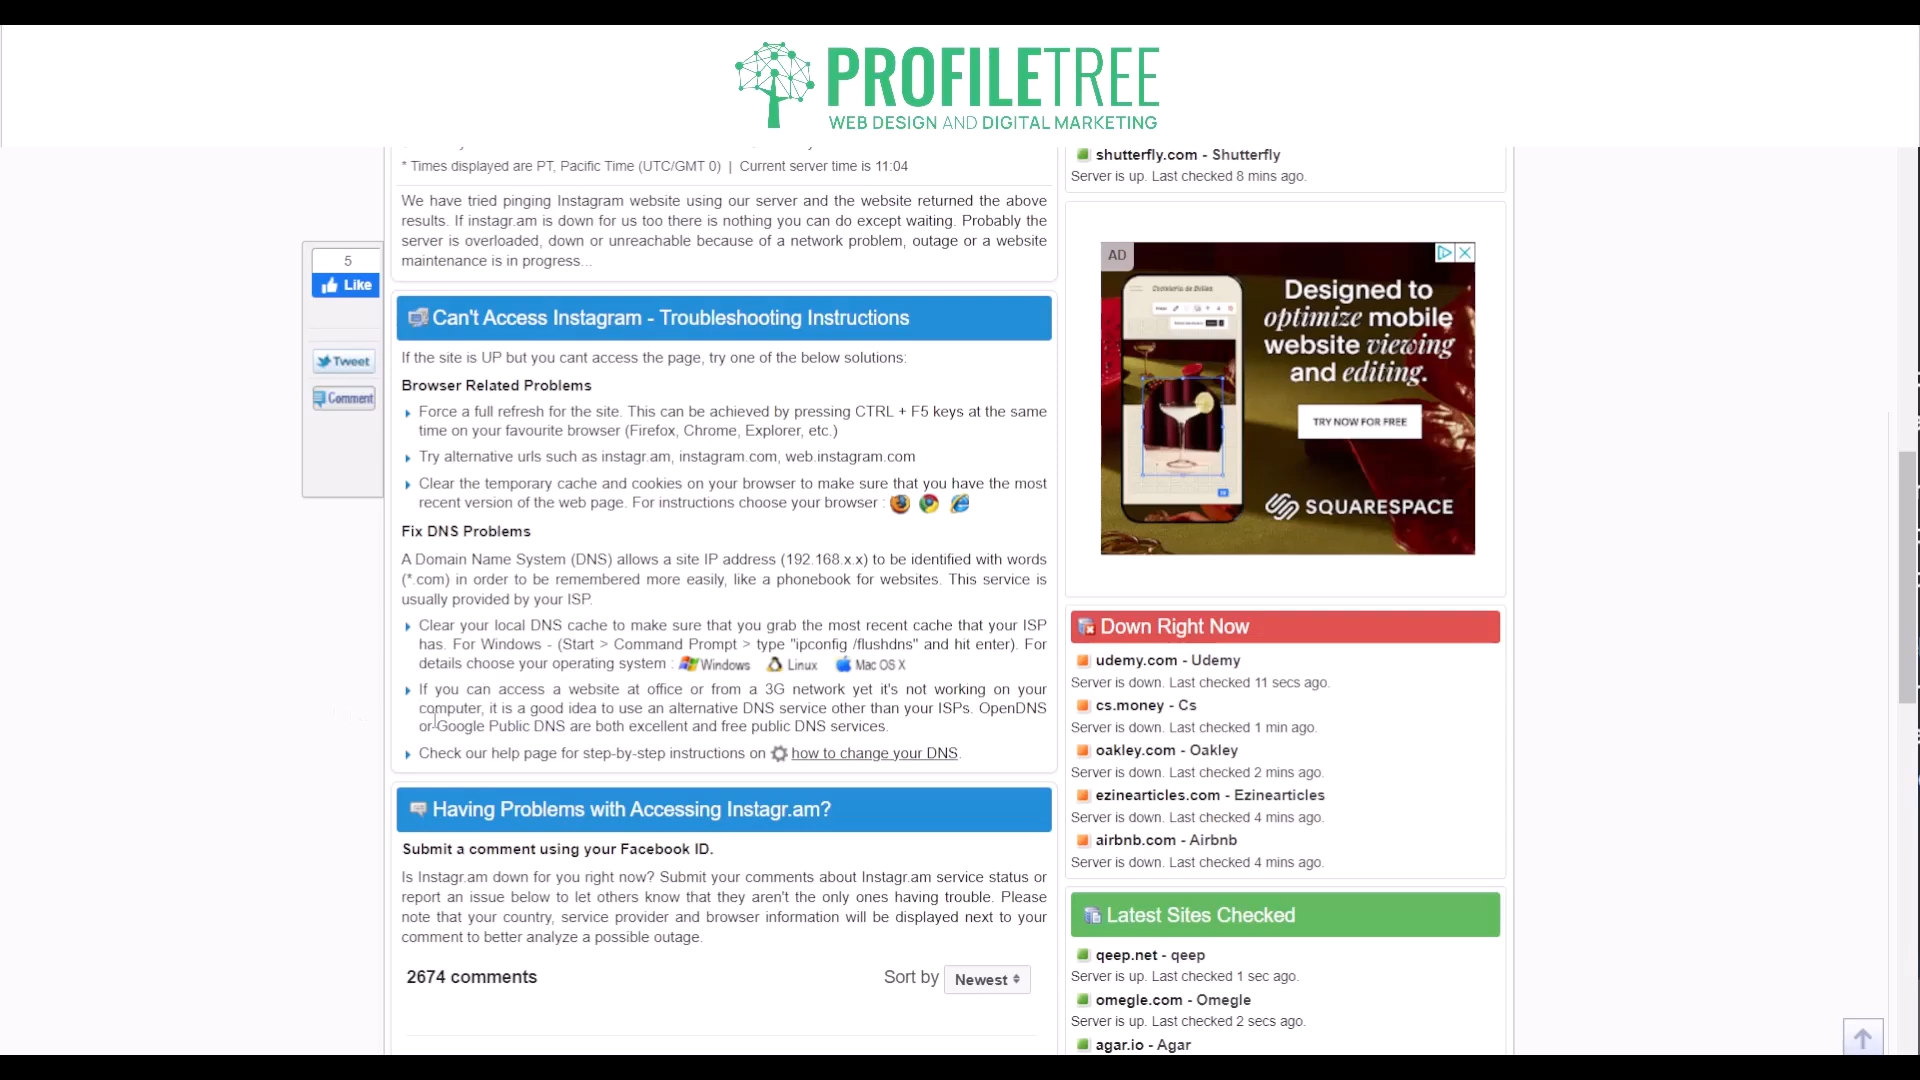 PROFILETREE
WEB DESIGN AND DIGITAL MARKETING
* Times displayed are PT, Pacific Time (UTC/GMT 0) | Current server time is 11:04
We have tried pinging Instagram website using our server and the website returned the above
results. If instagr.am is down for us too there is nothing you can do except waiting. Probably the
server is overloaded, down or unreachable because of a network problem, outage or a website
maintenance is in progress...
5
Like
Tweet
Comment
Can't Access Instagram - Troubleshooting Instructions
If the site is UP but you cant access the page, try one of the below solutions:
Browser Related Problems
Force a full refresh for the site. This can be achieved by pressing CTRL + F5 keys at the same
time on your favourite browser (Firefox, Chrome, Explorer, etc.)
Try alternative urls such as instagr.am, instagram.com, web.instagram.com
Clear the temporary cache and cookies on your browser to make sure that you have the most
recent version of the web page. For instructions choose your browser :
Fix DNS Problems
A Domain Name System (DNS) allows a site IP address (192.168.x.x) to be identified with words
(*.com) in order to be remembered more easily, like a phonebook for websites. This service is
usually provided by your ISP.
Clear your local DNS cache to make sure that you grab the most recent cache that your ISP
has. For Windows - (Start > Command Prompt > type "ipconfig /flushdns" and hit enter). For
details choose your operating system : Windows Linux Mac OS X
If you can access a website at office or from a 3G network yet it's not working on your
computer, it is a good idea to use an alternative DNS service other than your ISPs. OpenDNS
or Google Public DNS are both excellent and free public DNS services.
Check our help page for step-by-step instructions on how to change your DNS.
Having Problems with Accessing Instagr.am?
Submit a comment using your Facebook ID.
Is Instagr.am down for you right now? Submit your comments about Instagr.am service status or
report an issue below to let others know that they aren't the only ones having trouble. Please
note that your country, service provider and browser information will be displayed next to your
comment to better analyze a possible outage.
2674 comments
Sort by Newest
shutterfly.com - Shutterfly
Server is up. Last checked 8 mins ago.
AD
Designed to
optimize mobile
website viewing
and editing.
TRY NOW FOR FREE
SQUARESPACE
Down Right Now
udemy.com - Udemy
Server is down. Last checked 11 secs ago.
cs.money - Cs
Server is down. Last checked 1 min ago.
oakley.com - Oakley
Server is down. Last checked 2 mins ago.
ezinearticles.com - Ezinearticles
Server is down. Last checked 4 mins ago.
airbnb.com - Airbnb
Server is down. Last checked 4 mins ago.
Latest Sites Checked
qeep.net - qeep
Server is up. Last checked 1 sec ago.
omegle.com - Omegle
Server is up. Last checked 2 secs ago.
agar.io - Agar